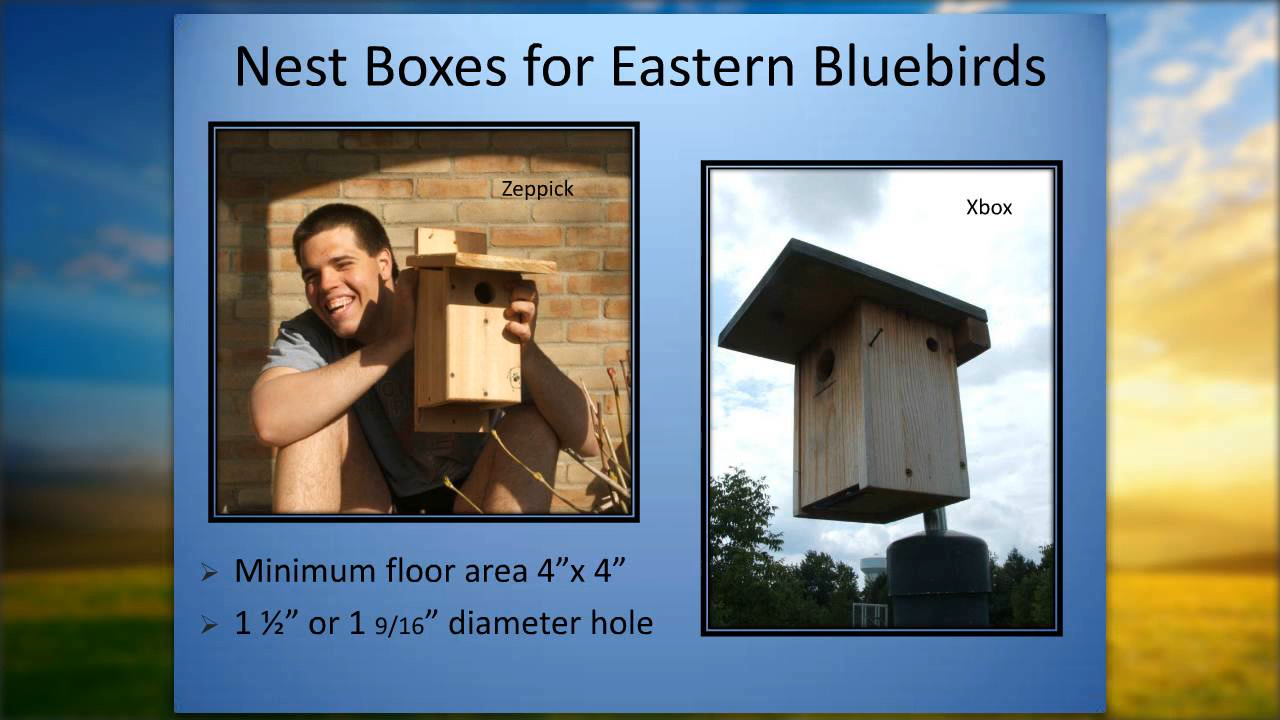 Nest Boxes for Eastern Bluebirds
Zeppick
Xbox
Minimum floor area 4”x 4”
1 ½” or 1 9/16” diameter hole